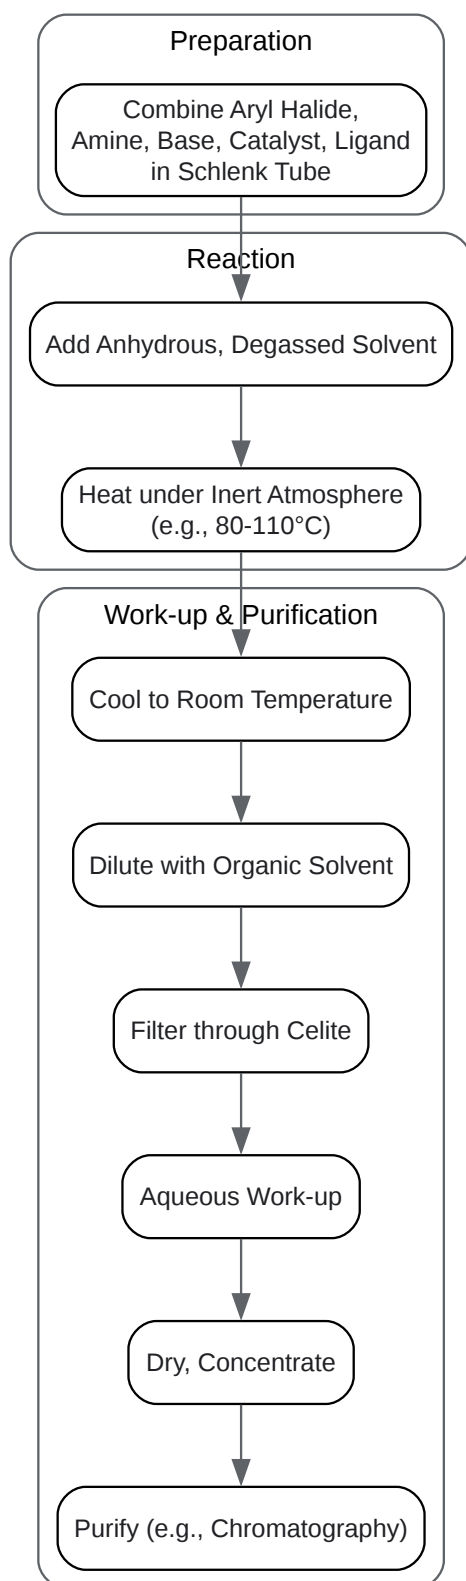 Preparation
Combine Aryl Halide,
Amine, Base, Catalyst, Ligand
in Schlenk Tube
Reaction
Add Anhydrous, Degassed Solvent
Heat under Inert Atmosphere
(e.g., 80-110°C)
Work-up & Purification
Cool to Room Temperature
Dilute with Organic Solvent
Filter through Celite
Aqueous Work-up
Dry, Concentrate
Purify (e.g., Chromatography)